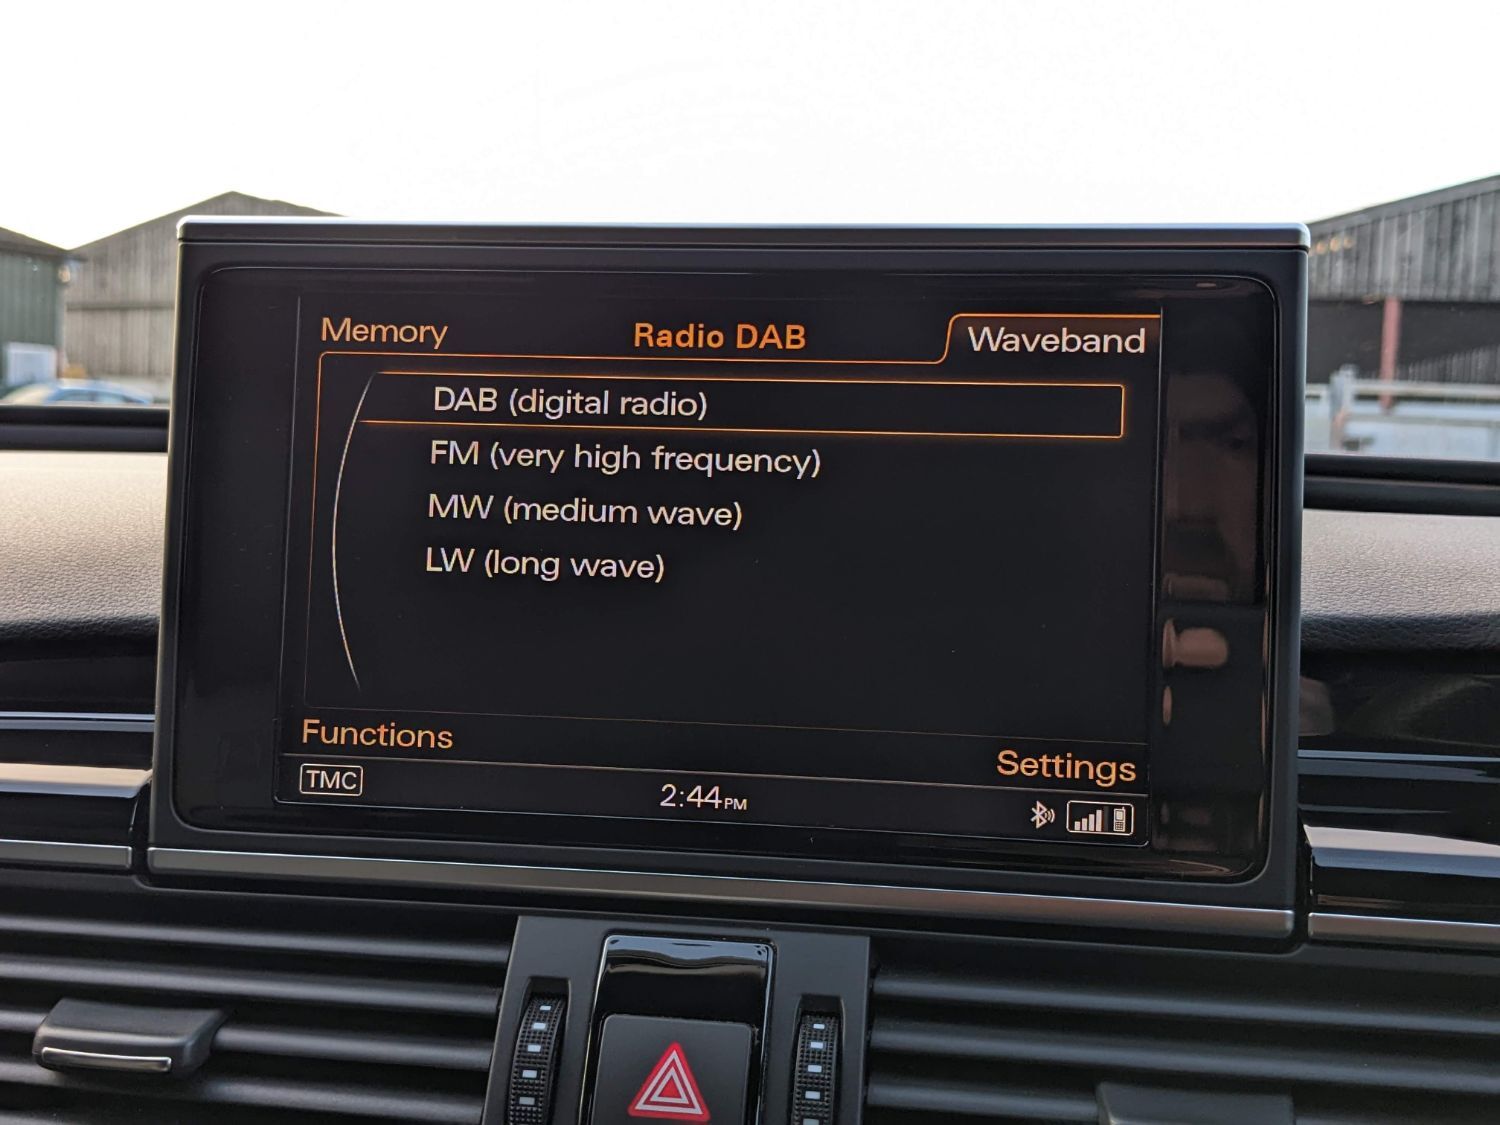 Memory
Radio DAB
Waveband
DAB (digital radio)
FM (very high frequency)
MW (medium wave)
LW (long wave)
Functions
Settings
TMC
2:44PM